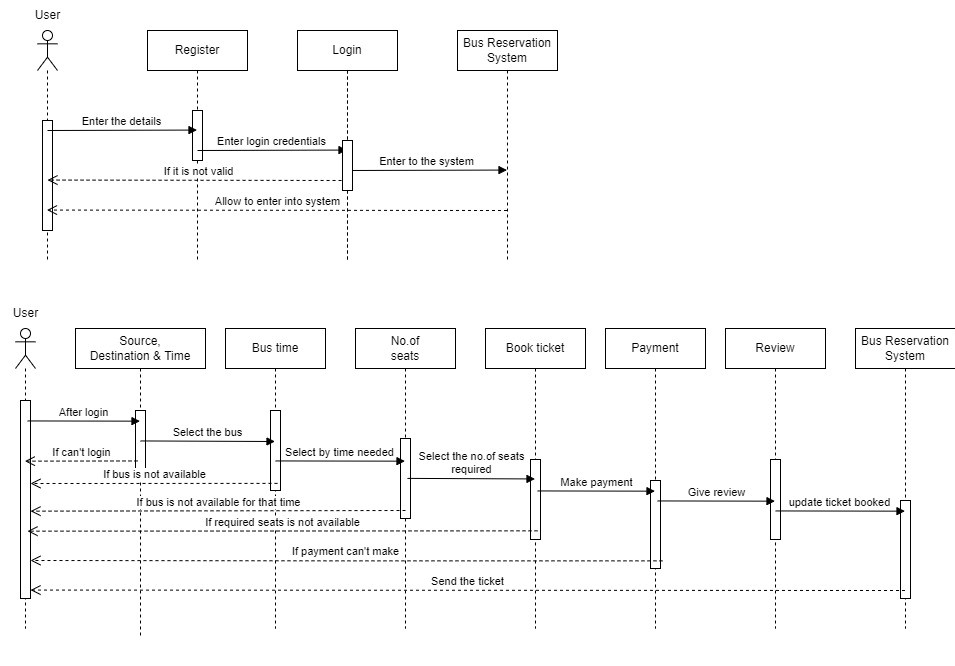 User
Register
Login
Bus Reservation
System
Enter the details
Enter login credentials
Enter to the system
If it is not valid
Allow to enter into system
User
Source,
Destination & Time
Bus time
No.of
seats
Book ticket
Payment
Review
Bus Reservation
System
After login
Select the bus
If can't login
Select by time needed
Select the no.of seats
required
If bus is not available
Make payment
Give review
update ticket booked
If bus is not available for that time
If required seats is not available
If payment can't make
Send the ticket